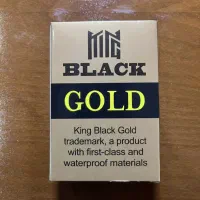 KING
BLACK
GOLD
King Black Gold
trademark, a product
with first-class and
waterproof materials